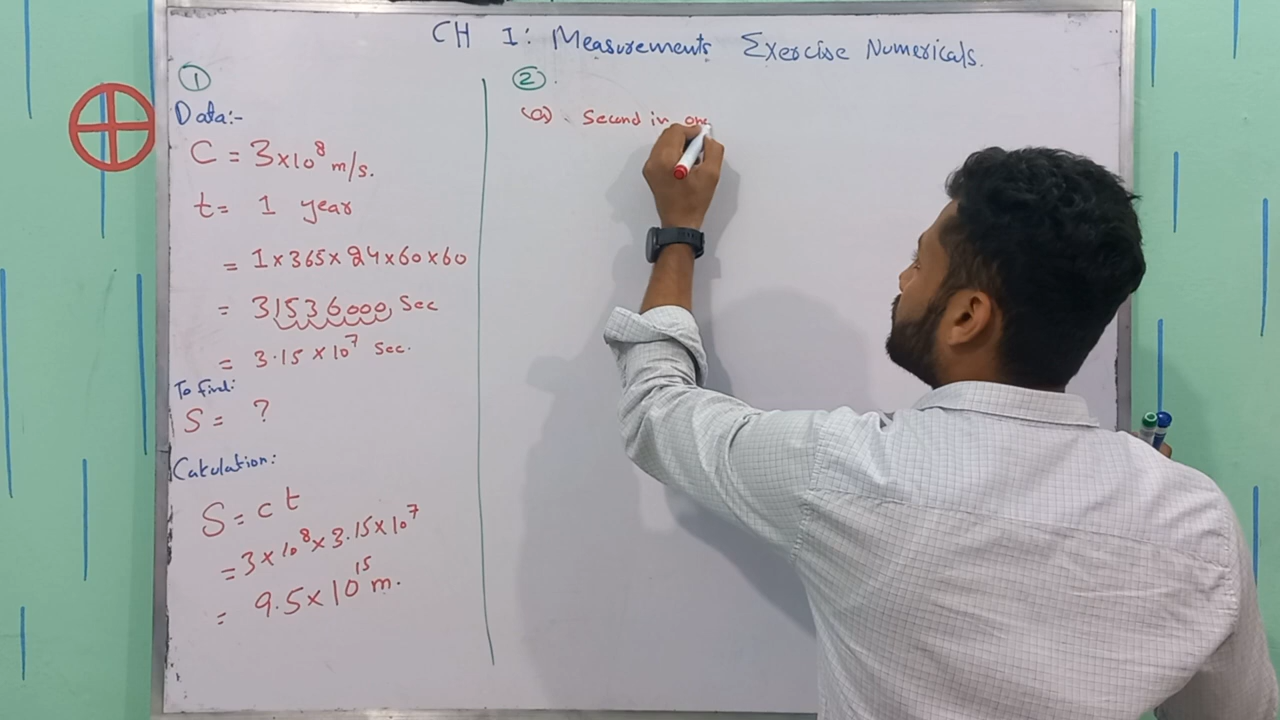 CH 1: Measurements Exercise Numericals.
①
Data:-
C = 3×10⁸ m/s.
t = 1 year
= 1×365×24×60×60
= 31536000 Sec
= 3.15×10⁷ Sec.
To find:
S = ?
Calculation:
S = c t
= 3×10⁸×3.15×10⁷
= 9.5×10¹⁵ m.
②
(a) Second in one